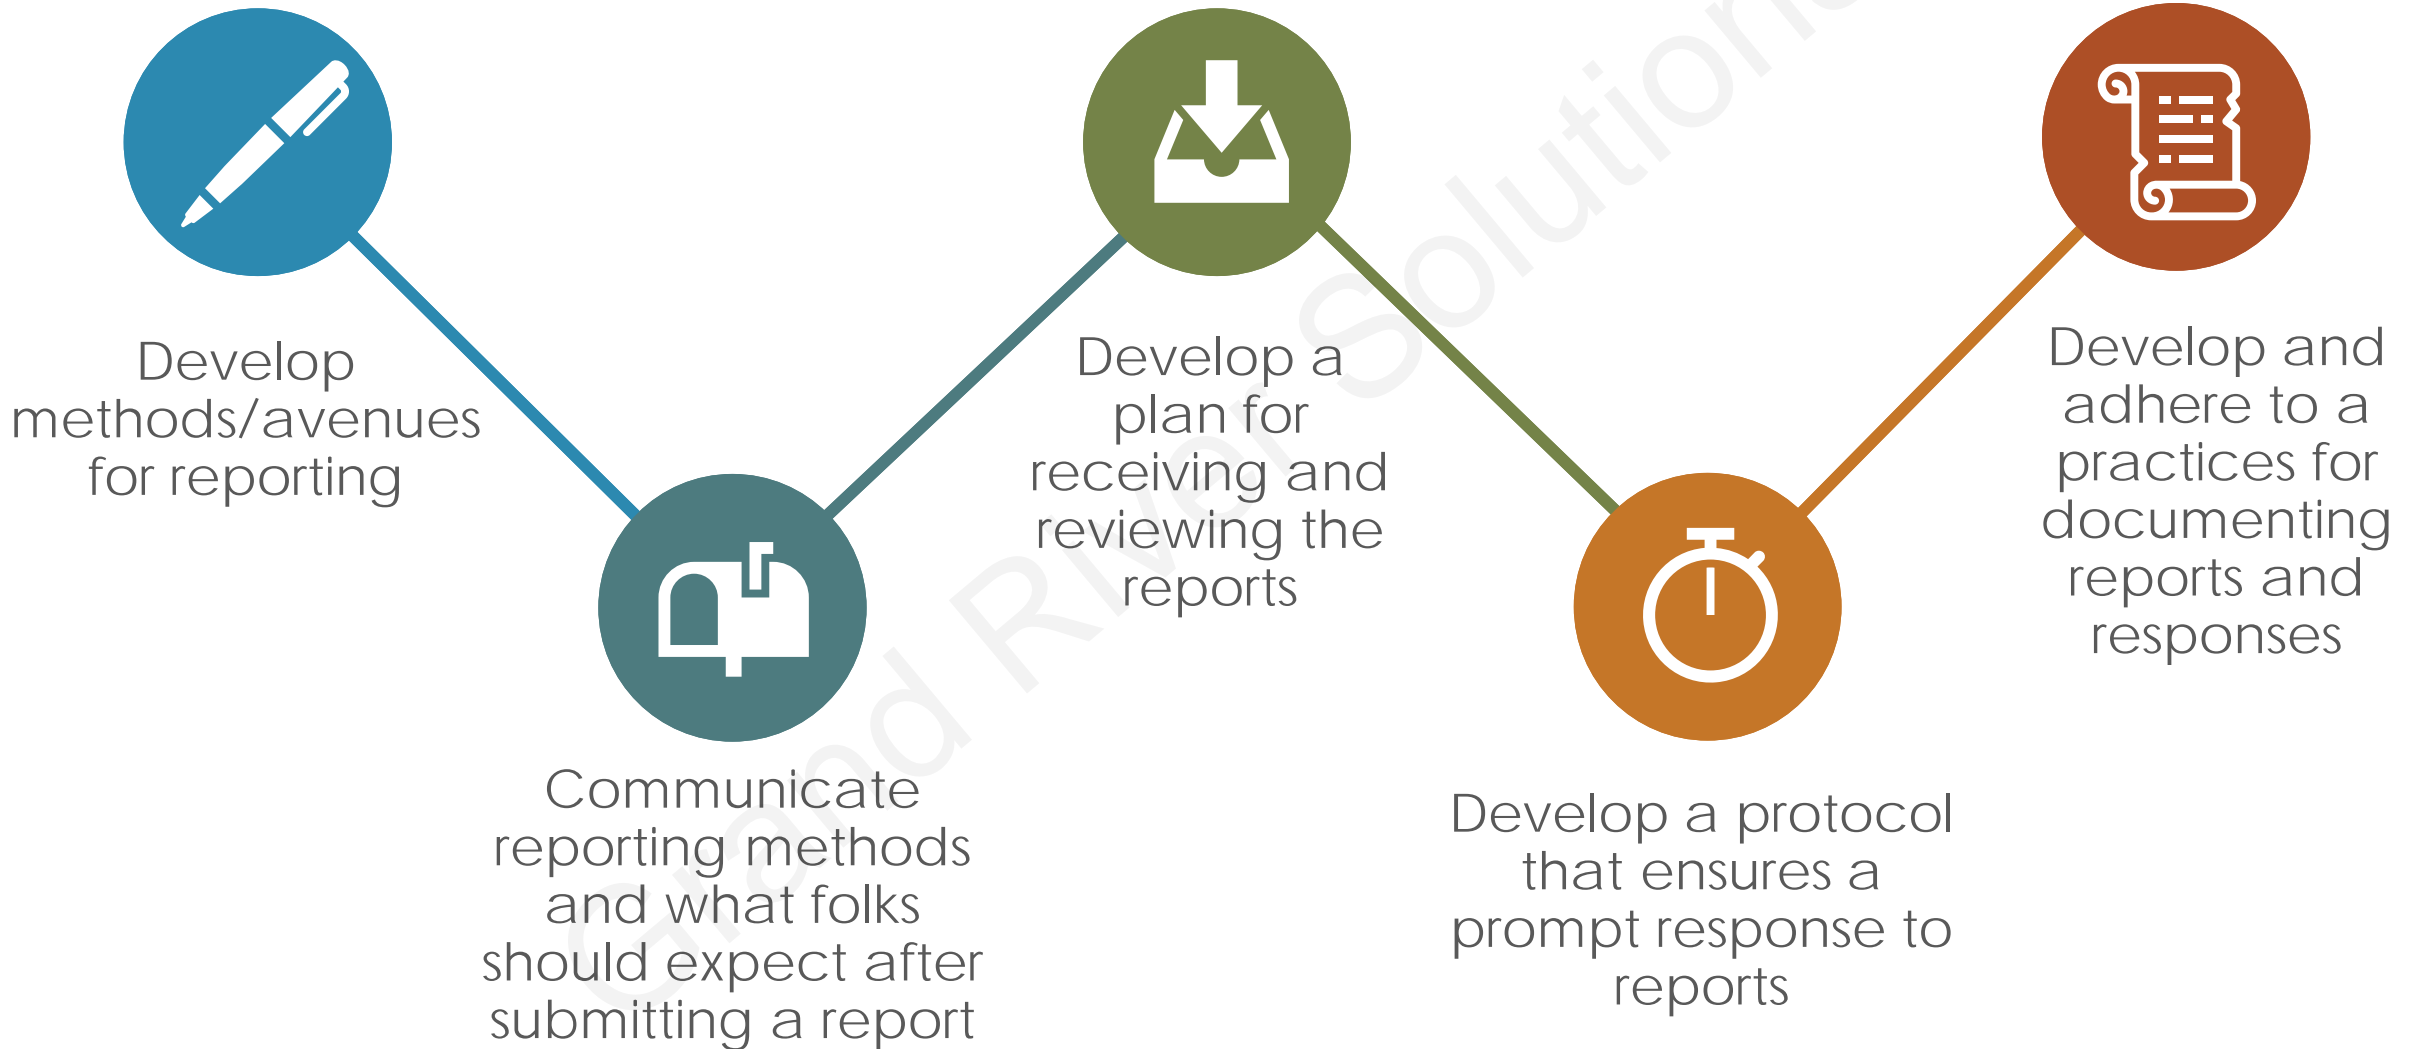 Develop
methods/avenues
for reporting
Communicate
reporting methods
and what folks
should expect after
submitting a report
Develop a
plan for
receiving and
reviewing the
reports
Develop a protocol
that ensures a
prompt response to
reports
Develop and
adhere to a
practices for
documenting
reports and
responses
Grand River Solution